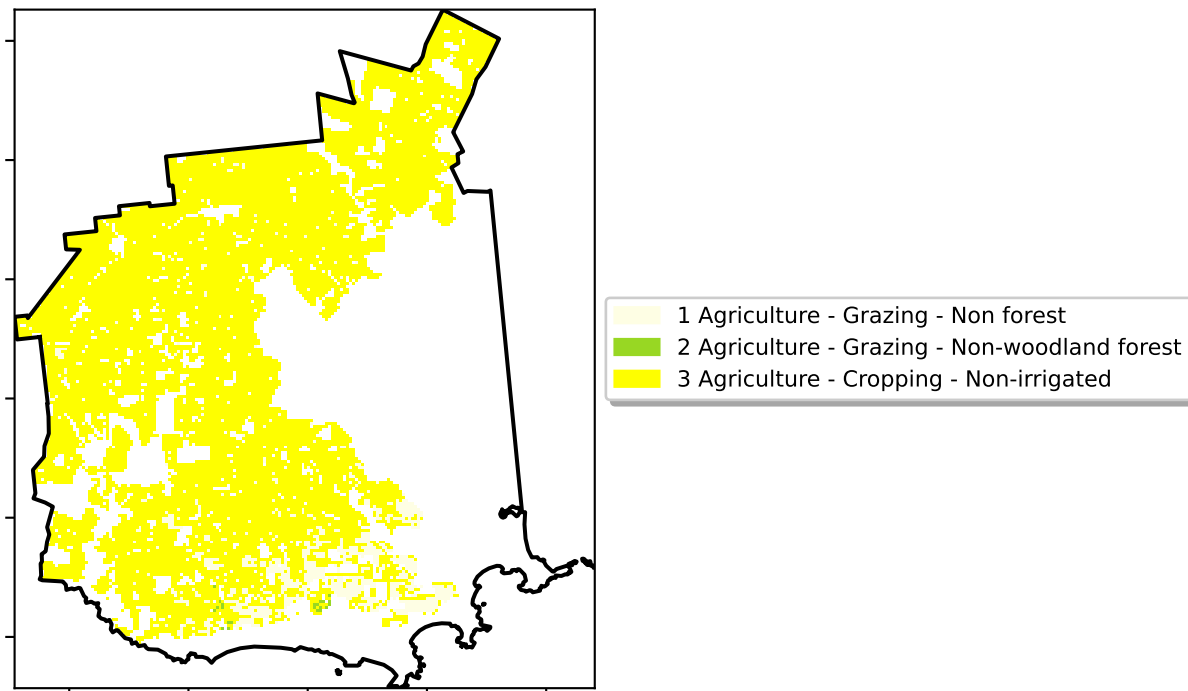 1 Agriculture - Grazing - Non forest
2 Agriculture - Grazing - Non-woodland forest
3 Agriculture - Cropping - Non-irrigated